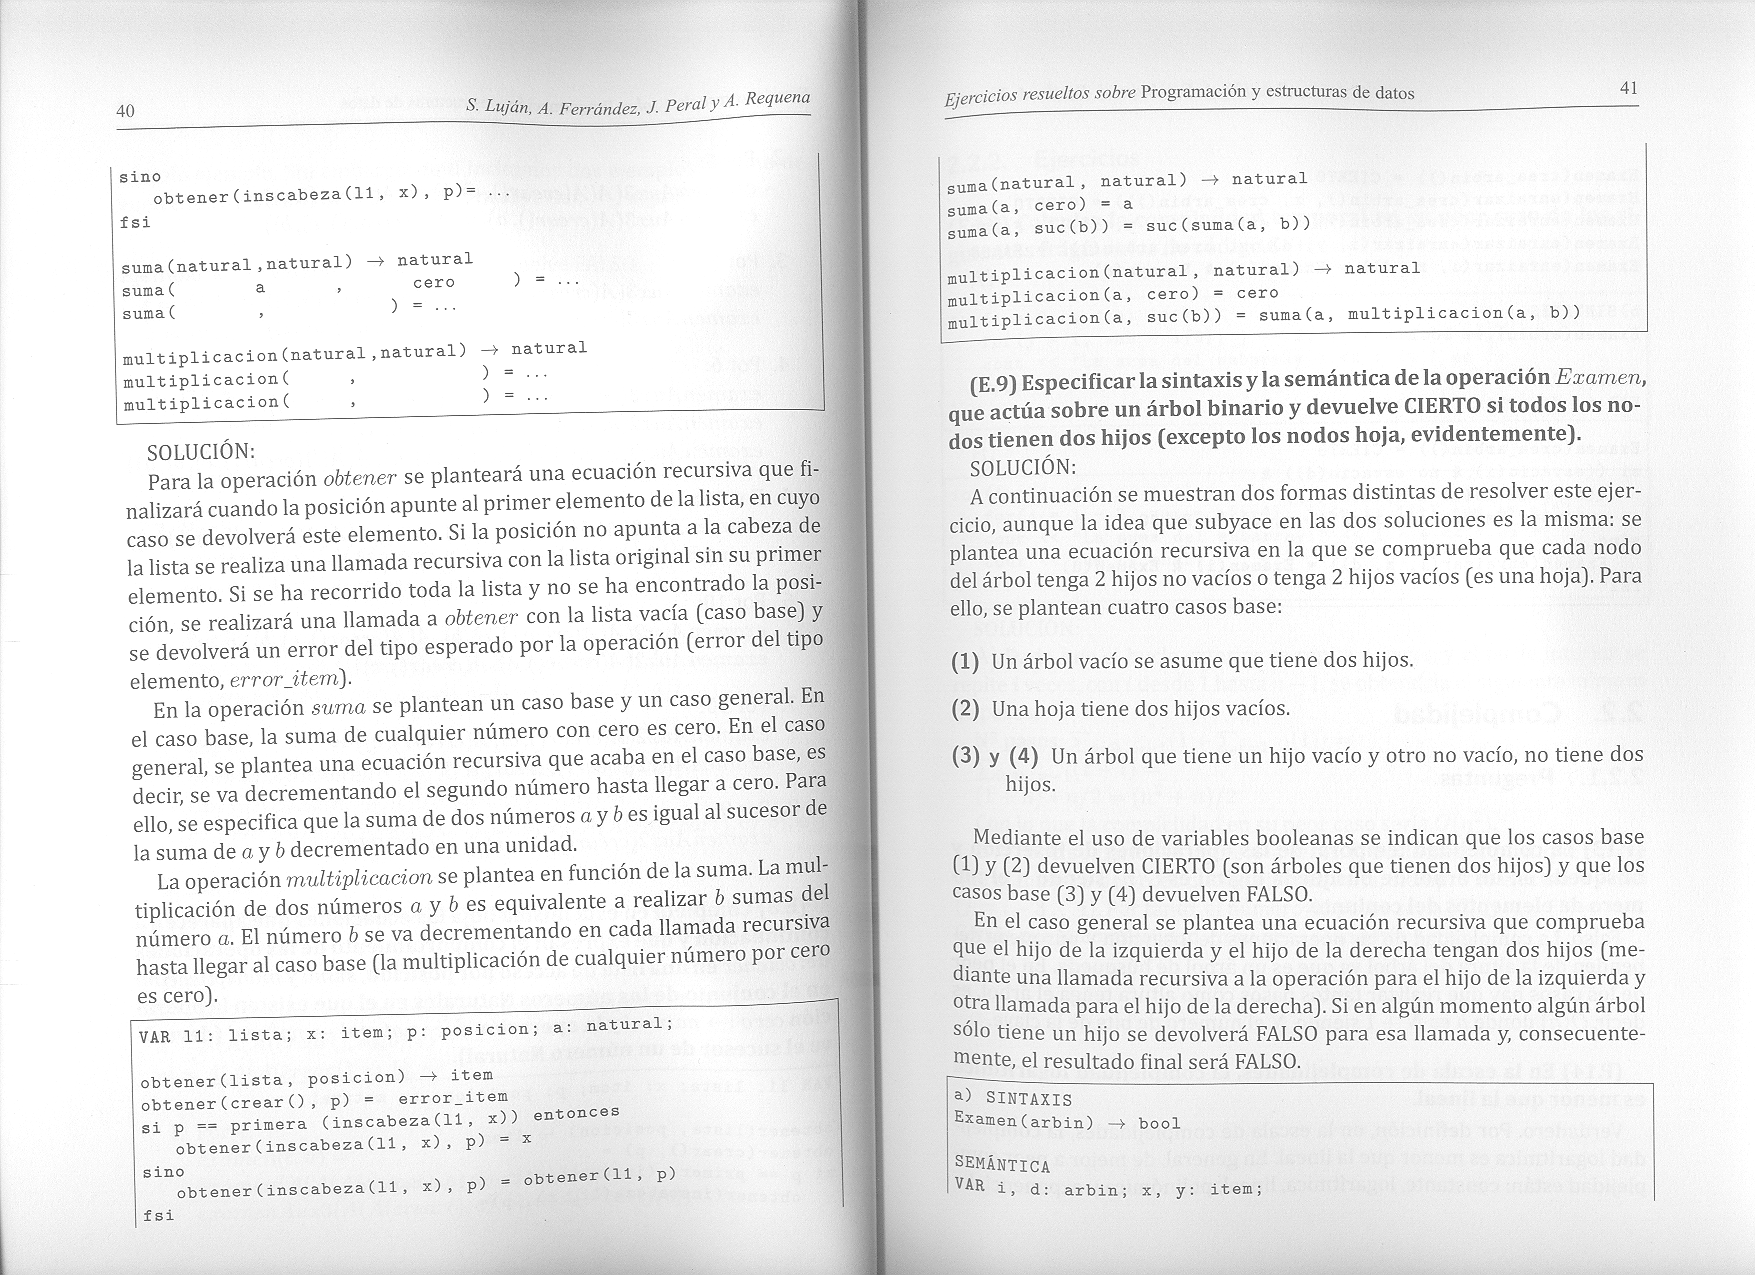 40
S. Luján, A. Ferrández, J. Peral y A. Requena
sino
obtener(inscabeza(l1, x), p)= ...
fsi
suma(natural,natural) → natural
suma( a , cero ) = ...
suma( , ) = ...
multiplicacion(natural,natural) → natural
multiplicacion( , ) = ...
multiplicacion( , ) = ...
SOLUCIÓN:
Para la operación obtener se planteará una ecuación recursiva que fi-
nalizará cuando la posición apunte al primer elemento de la lista, en cuyo
caso se devolverá este elemento. Si la posición no apunta a la cabeza de
la lista se realiza una llamada recursiva con la lista original sin su primer
elemento. Si se ha recorrido toda la lista y no se ha encontrado la posi-
ción, se realizará una llamada a obtener con la lista vacía (caso base) y
se devolverá un error del tipo esperado por la operación (error del tipo
elemento, error_item).
En la operación suma se plantean un caso base y un caso general. En
el caso base, la suma de cualquier número con cero es cero. En el caso
general, se plantea una ecuación recursiva que acaba en el caso base, es
decir, se va decrementando el segundo número hasta llegar a cero. Para
ello, se especifica que la suma de dos números a y b es igual al sucesor de
la suma de a y b decrementado en una unidad.
La operación multiplicacion se plantea en función de la suma. La mul-
tiplicación de dos números a y b es equivalente a realizar b sumas del
número a. El número b se va decrementando en cada llamada recursiva
hasta llegar al caso base (la multiplicación de cualquier número por cero
es cero).
VAR l1: lista; x: item; p: posicion; a: natural;
obtener(lista, posicion) → item
obtener(crear(), p) = error_item
si p == primera (inscabeza(l1, x)) entonces
obtener(inscabeza(l1, x), p) = x
sino
obtener(inscabeza(l1, x), p) = obtener(l1, p)
fsi
Ejercicios resueltos sobre Programación y estructuras de datos
41
suma(natural, natural) → natural
suma(a, cero) = a
suma(a, suc(b)) = suc(suma(a, b))
multiplicacion(natural, natural) → natural
multiplicacion(a, cero) = cero
multiplicacion(a, suc(b)) = suma(a, multiplicacion(a, b))
(E.9) Especificar la sintaxis y la semántica de la operación Examen,
que actúa sobre un árbol binario y devuelve CIERTO si todos los no-
dos tienen dos hijos (excepto los nodos hoja, evidentemente).
SOLUCIÓN:
A continuación se muestran dos formas distintas de resolver este ejer-
cicio, aunque la idea que subyace en las dos soluciones es la misma: se
plantea una ecuación recursiva en la que se comprueba que cada nodo
del árbol tenga 2 hijos no vacíos o tenga 2 hijos vacíos (es una hoja). Para
ello, se plantean cuatro casos base:
(1) Un árbol vacío se asume que tiene dos hijos.
(2) Una hoja tiene dos hijos vacíos.
(3) y (4) Un árbol que tiene un hijo vacío y otro no vacío, no tiene dos
hijos.
Mediante el uso de variables booleanas se indican que los casos base
(1) y (2) devuelven CIERTO (son árboles que tienen dos hijos) y que los
casos base (3) y (4) devuelven FALSO.
En el caso general se plantea una ecuación recursiva que comprueba
que el hijo de la izquierda y el hijo de la derecha tengan dos hijos (me-
diante una llamada recursiva a la operación para el hijo de la izquierda y
otra llamada para el hijo de la derecha). Si en algún momento algún árbol
sólo tiene un hijo se devolverá FALSO para esa llamada y, consecuente-
mente, el resultado final será FALSO.
a) SINTAXIS
Examen(arbin) → bool
SEMÁNTICA
VAR i, d: arbin; x, y: item;